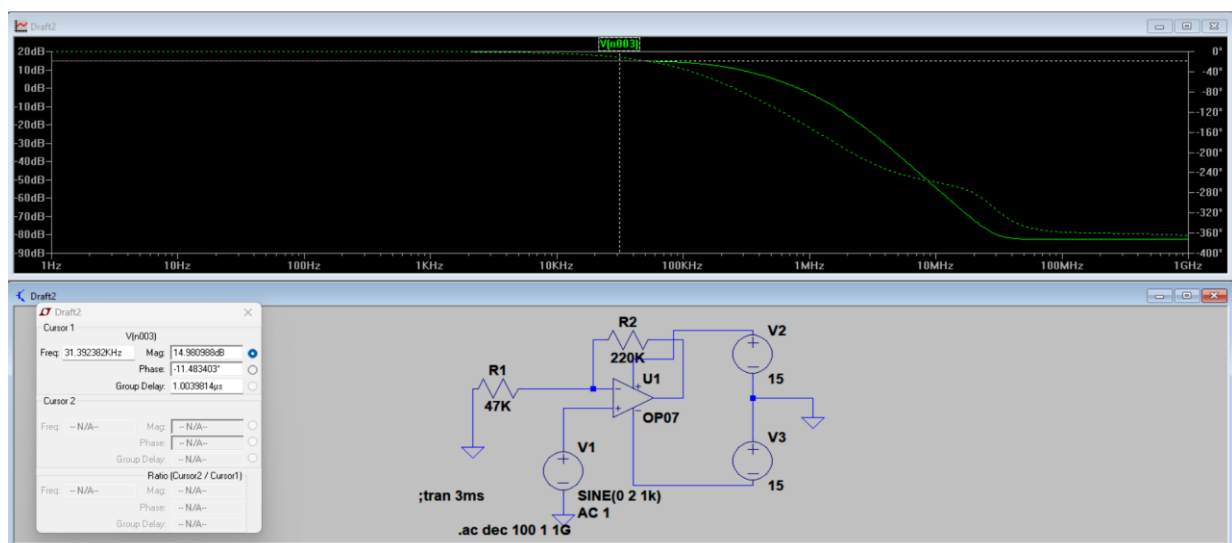 Draft2
V(n003)
20dB
10dB
0dB
-10dB
-20dB
-30dB
-40dB
-50dB
-60dB
-70dB
-80dB
-90dB
0°
-40°
-80°
-120°
-160°
-200°
-240°
-280°
-320°
-360°
-400°
1Hz 10Hz 100Hz 1KHz 10KHz 100KHz 1MHz 10MHz 100MHz 1GHz
Draft2
Draft2
Cursor 1
V(n003)
Freq: 31.392382KHz Mag: 14.980988dB
Phase: -11.483403°
Group Delay: 1.0039814µs
Cursor 2
Freq: -- N/A-- Mag: -- N/A--
Phase: -- N/A--
Group Delay: -- N/A--
Ratio (Cursor2 / Cursor1)
Freq: -- N/A-- Mag: -- N/A--
Phase: -- N/A--
Group Delay: -- N/A--
R2
220K
R1
47K
U1
OP07
V2
15
V3
15
V1
SINE(0 2 1k)
AC 1
;tran 3ms
.ac dec 100 1 1G